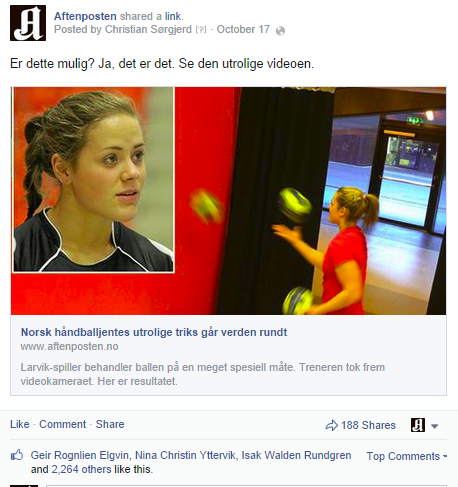 Aftenposten shared a link.
Posted by Christian Sørgjerd [?] · October 17
Er dette mulig? Ja, det er det. Se den utrolige videoen.
Norsk håndballjentes utrolige triks går verden rundt
www.aftenposten.no
Larvik-spiller behandler ballen på en meget spesiell måte. Treneren tok frem
videokameraet. Her er resultatet.
Like · Comment · Share
188 Shares
Geir Rognlien Elgvin, Nina Christin Yttervik, Isak Walden Rundgren
and 2,264 others like this.
Top Comments